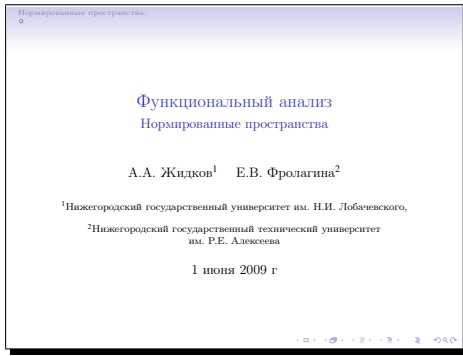 Нормированные пространства.
Функциональный анализ
Нормированные пространства
А.А. Жидков¹ Е.В. Фролагина²
¹Нижегородский государственный университет им. Н.И. Лобачевского,
²Нижегородский государственный технический университет
им. Р.Е. Алексеева
1 июня 2009 г